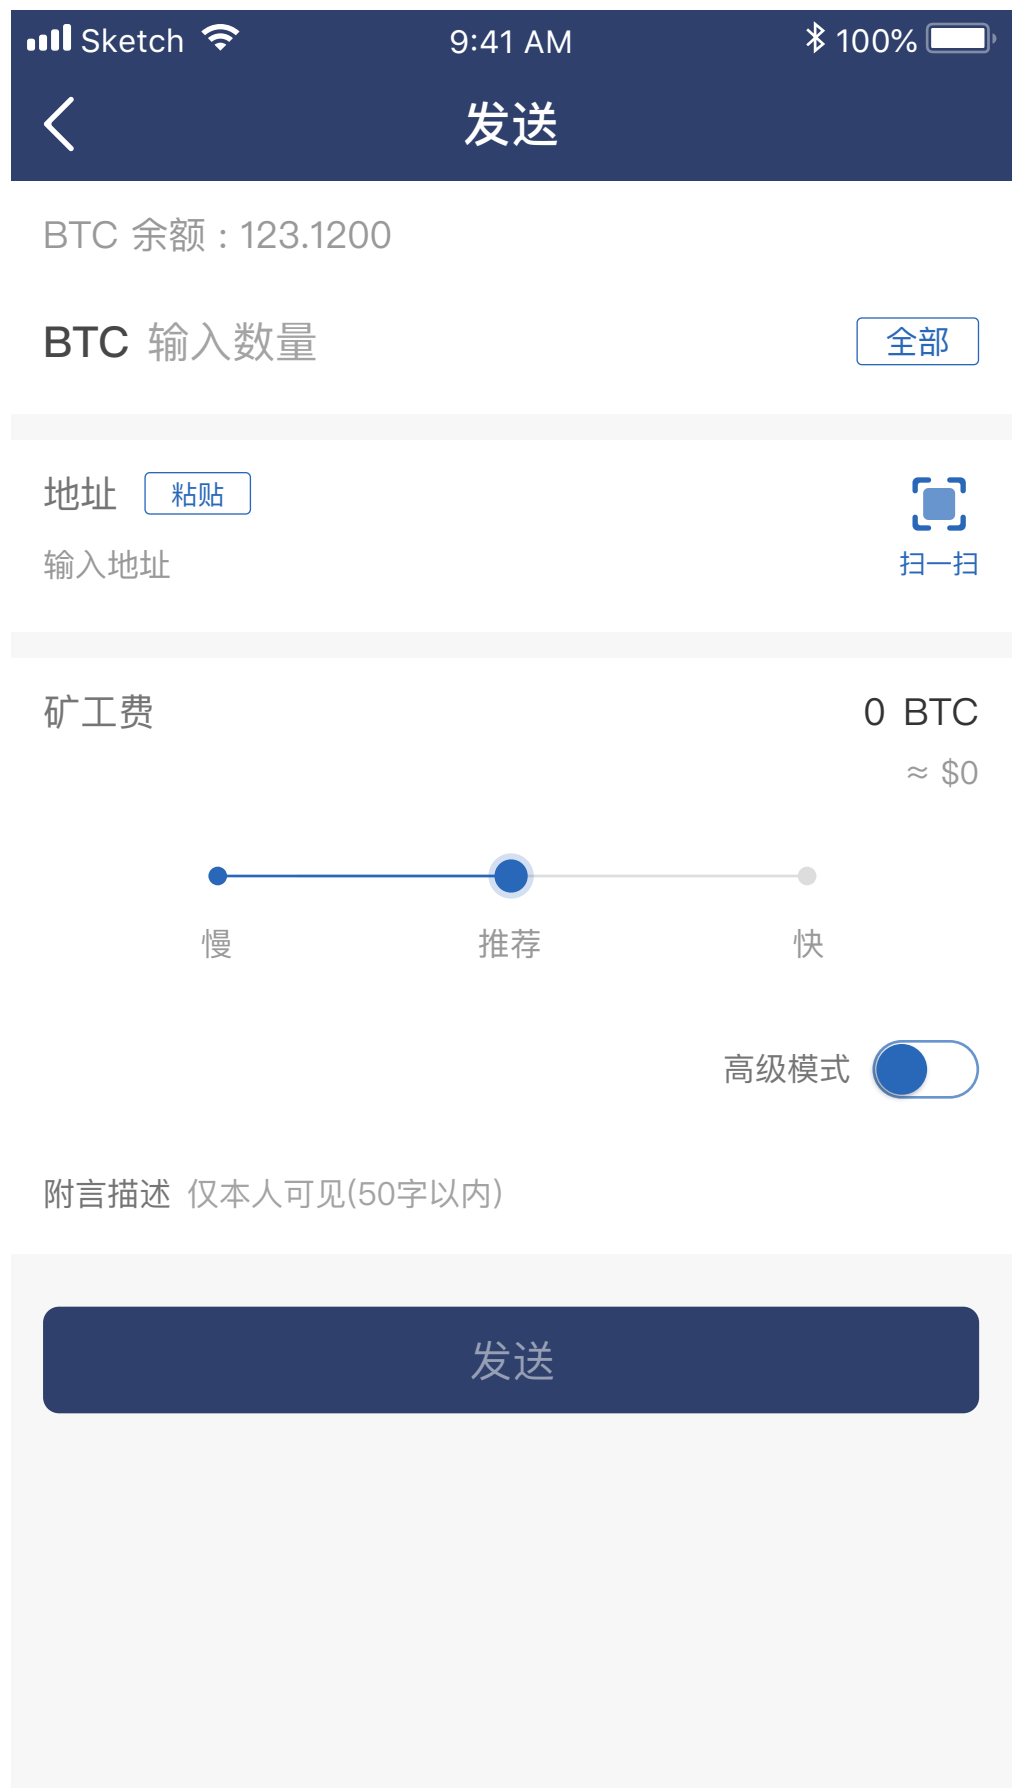 Sketch 9:41 AM 100%
发送
BTC 余额 : 123.1200
BTC 输入数量 全部
地址 粘贴
输入地址 扫一扫
矿工费 0 BTC
≈ $0
慢 推荐 快
高级模式
附言描述 仅本人可见(50字以内)
发送